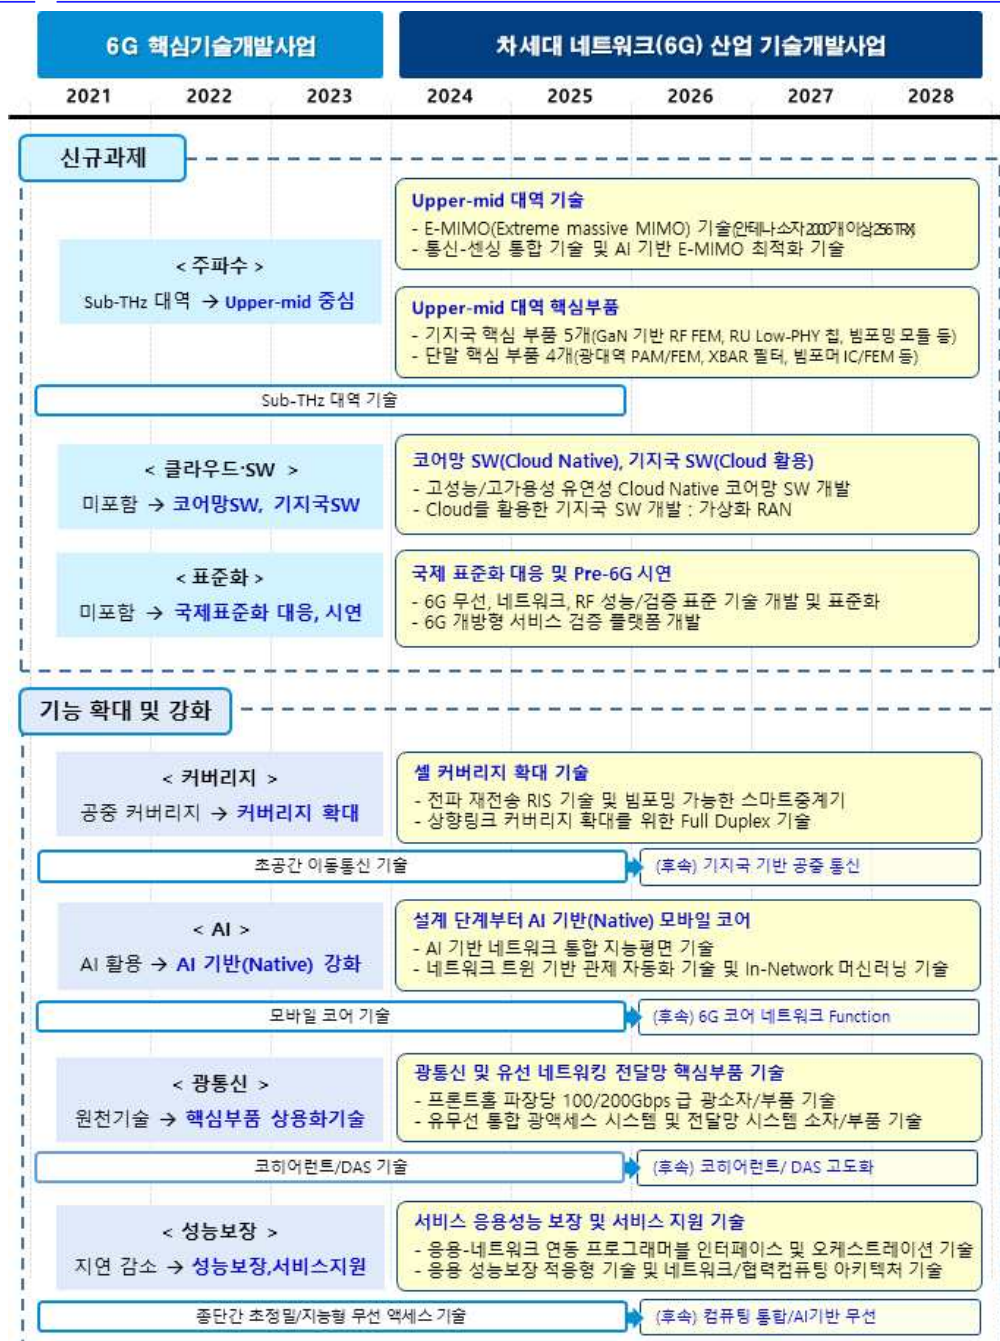 6G 핵심기술개발사업
차세대 네트워크(6G) 산업 기술개발사업
2021 2022 2023 2024 2025 2026 2027 2028
신규과제
< 주파수 >
Sub-THz 대역 → Upper-mid 중심
Upper-mid 대역 기술
- E-MIMO(Extreme massive MIMO) 기술(안테나소자2000개이상256TRX)
- 통신-센싱 통합 기술 및 AI 기반 E-MIMO 최적화 기술
Upper-mid 대역 핵심부품
- 기지국 핵심 부품 5개(GaN 기반 RF FEM, RU Low-PHY 칩, 빔포밍 모듈 등)
- 단말 핵심 부품 4개(광대역 PAM/FEM, XBAR 필터, 빔포머 IC/FEM 등)
Sub-THz 대역 기술
< 클라우드·SW >
미포함 → 코어망SW, 기지국SW
코어망 SW(Cloud Native), 기지국 SW(Cloud 활용)
- 고성능/고가용성 유연성 Cloud Native 코어망 SW 개발
- Cloud를 활용한 기지국 SW 개발 : 가상화 RAN
< 표준화 >
미포함 → 국제표준화 대응, 시연
국제 표준화 대응 및 Pre-6G 시연
- 6G 무선, 네트워크, RF 성능/검증 표준 기술 개발 및 표준화
- 6G 개방형 서비스 검증 플랫폼 개발
기능 확대 및 강화
< 커버리지 >
공중 커버리지 → 커버리지 확대
셀 커버리지 확대 기술
- 전파 재전송 RIS 기술 및 빔포밍 가능한 스마트중계기
- 상향링크 커버리지 확대를 위한 Full Duplex 기술
초공간 이동통신 기술
(후속) 기지국 기반 공중 통신
< AI >
AI 활용 → AI 기반(Native) 강화
설계 단계부터 AI 기반(Native) 모바일 코어
- AI 기반 네트워크 통합 지능평면 기술
- 네트워크 트윈 기반 관제 자동화 기술 및 In-Network 머신러닝 기술
모바일 코어 기술
(후속) 6G 코어 네트워크 Function
< 광통신 >
원천기술 → 핵심부품 상용화기술
광통신 및 유선 네트워킹 전달망 핵심부품 기술
- 프론트홀 파장당 100/200Gbps 급 광소자/부품 기술
- 유무선 통합 광액세스 시스템 및 전달망 시스템 소자/부품 기술
코히어런트/DAS 기술
(후속) 코히어런트/ DAS 고도화
< 성능보장 >
지연 감소 → 성능보장,서비스지원
서비스 응용성능 보장 및 서비스 지원 기술
- 응용-네트워크 연동 프로그래머블 인터페이스 및 오케스트레이션 기술
- 응용 성능보장 적응형 기술 및 네트워크/협력컴퓨팅 아키텍처 기술
종단간 초정밀/지능형 무선 액세스 기술
(후속) 컴퓨팅 통합/AI기반 무선